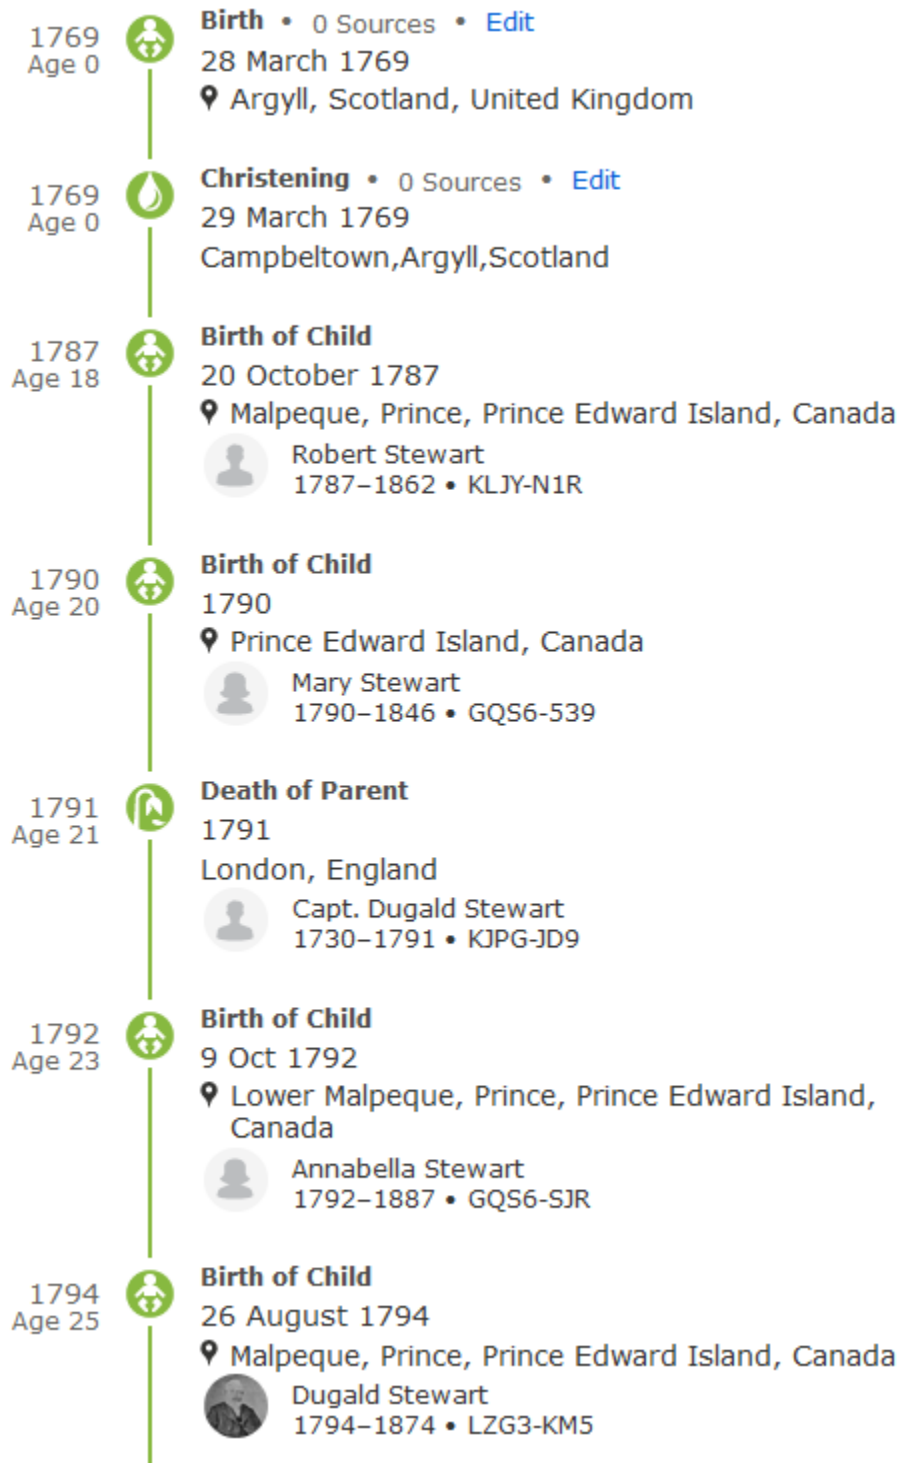 1769
Age 0
Birth • 0 Sources • Edit
28 March 1769
Argyll, Scotland, United Kingdom
1769
Age 0
Christening • 0 Sources • Edit
29 March 1769
Campbeltown,Argyll,Scotland
1787
Age 18
Birth of Child
20 October 1787
Malpeque, Prince, Prince Edward Island, Canada
Robert Stewart
1787–1862 • KLJY-N1R
1790
Age 20
Birth of Child
1790
Prince Edward Island, Canada
Mary Stewart
1790–1846 • GQS6-539
1791
Age 21
Death of Parent
1791
London, England
Capt. Dugald Stewart
1730–1791 • KJPG-JD9
1792
Age 23
Birth of Child
9 Oct 1792
Lower Malpeque, Prince, Prince Edward Island,
Canada
Annabella Stewart
1792–1887 • GQS6-SJR
1794
Age 25
Birth of Child
26 August 1794
Malpeque, Prince, Prince Edward Island, Canada
Dugald Stewart
1794–1874 • LZG3-KM5